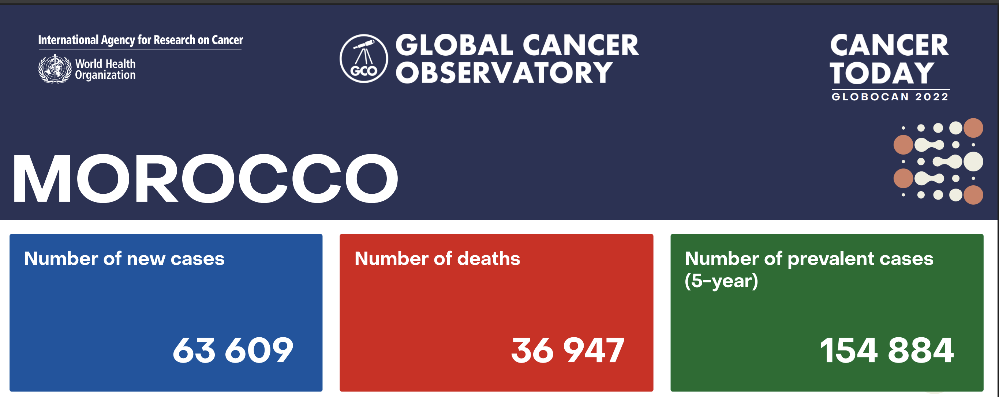 International Agency for Research on Cancer
World Health
Organization
GCO
GLOBAL CANCER
OBSERVATORY
CANCER
TODAY
GLOBOCAN 2022
MOROCCO
Number of new cases
63 609
Number of deaths
36 947
Number of prevalent cases
(5-year)
154 884